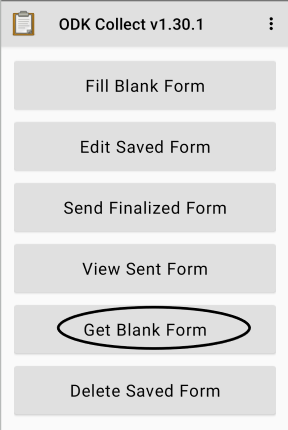 ODK Collect v1.30.1
Fill Blank Form
Edit Saved Form
Send Finalized Form
View Sent Form
Get Blank Form
Delete Saved Form